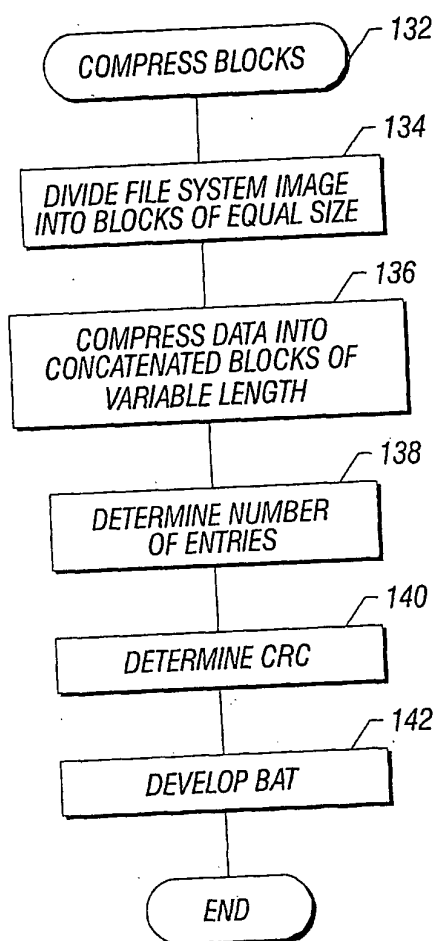 COMPRESS BLOCKS
132
134
DIVIDE FILE SYSTEM IMAGE
INTO BLOCKS OF EQUAL SIZE
136
COMPRESS DATA INTO
CONCATENATED BLOCKS OF
VARIABLE LENGTH
138
DETERMINE NUMBER
OF ENTRIES
140
DETERMINE CRC
142
DEVELOP BAT
END